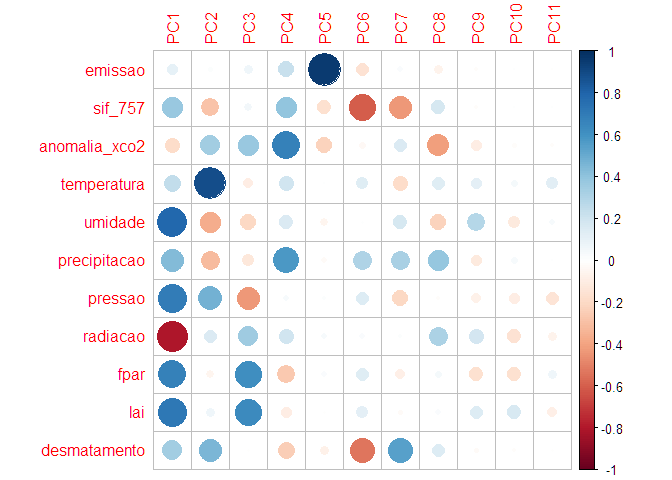 PC1 PC2 PC3 PC4 PC5 PC6 PC7 PC8 PC9 PC10 PC11
emissao
sif_757
anomalia_xco2
temperatura
umidade
precipitacao
pressao
radiacao
fpar
lai
desmatamento
1
0.8
0.6
0.4
0.2
0
-0.2
-0.4
-0.6
-0.8
-1